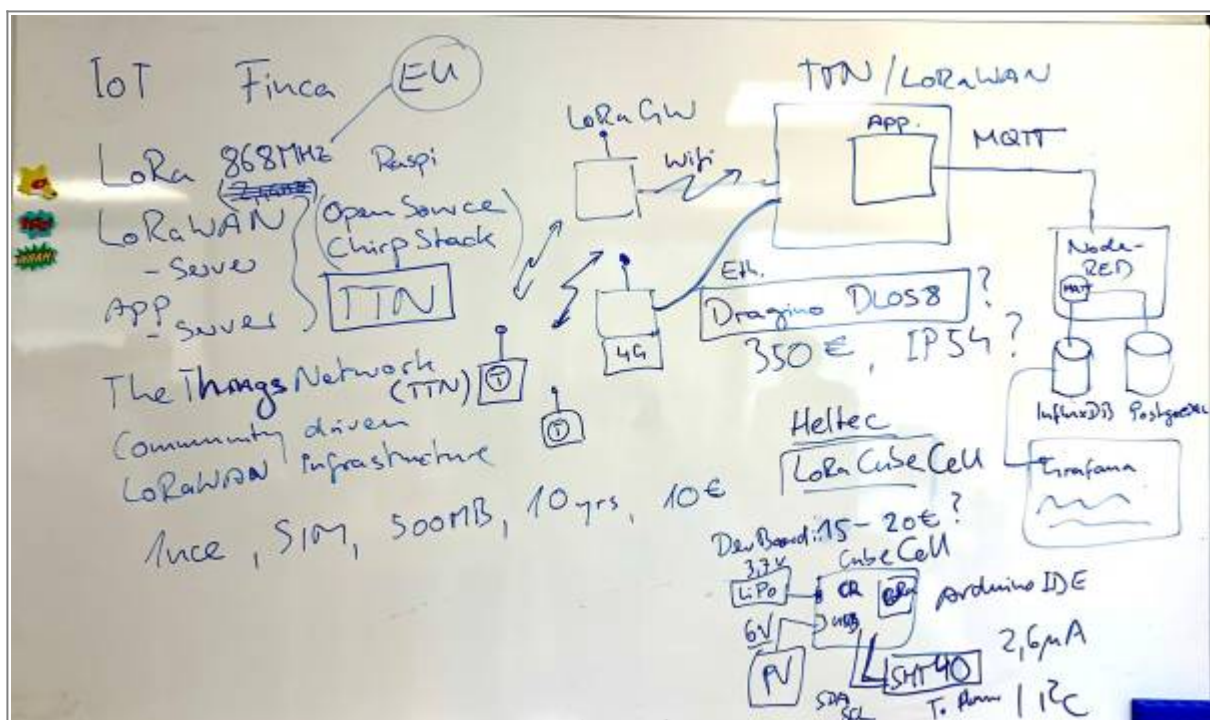 IoT Finca EU
LoRa 868MHz Raspi
LoRaWAN
- Server
APP
- Server
(Open Source
ChirpStack)
TTN
The Things Network
(TTN)
Community driven
LoRaWAN Infrastructure
1nce, SIM, 500MB, 10yrs, 10€
T
T
LoRa GW
Wifi
4G
Eth.
TTN/LoRaWAN
APP.
MQTT
Dragino DLOS8 ?
350€, IP54?
Node-
RED
MQTT
InfluxDB
Grafana
Heltec
LoRa CubeCell
DevBoard: 15-20€?
CubeCell
3,7V
LiPo
LoRa
USB
Arduino IDE
6V
PV
SHT40
2,6µA
SDA
SCL
I²C